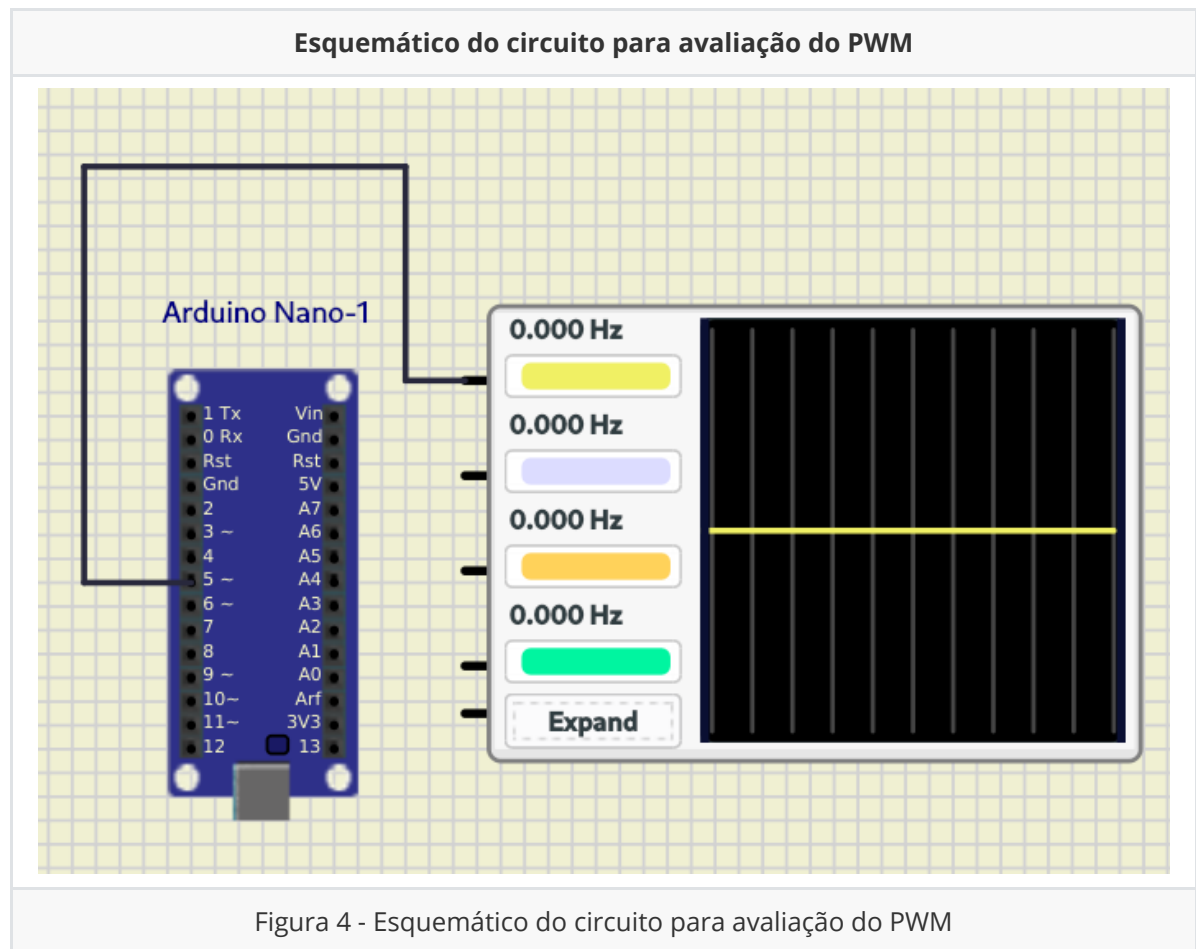 Esquemático do circuito para avaliação do PWM
Arduino Nano-1
1 Tx Vin
0 Rx Gnd
Rst Rst
Gnd 5V
2 A7
3 ~ A6
4 A5
5 ~ A4
6 ~ A3
7 A2
8 A1
9 ~ A0
10~ Arf
11~ 3V3
12 13
0.000 Hz
0.000 Hz
0.000 Hz
0.000 Hz
Expand
Figura 4 - Esquemático do circuito para avaliação do PWM